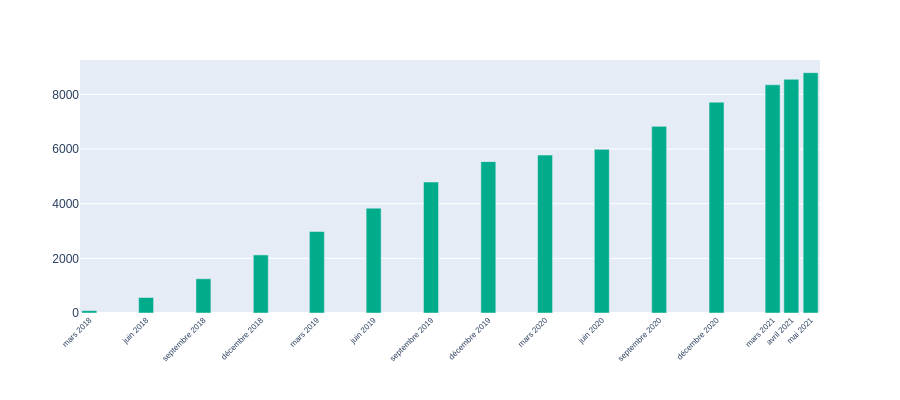 8000
6000
4000
2000
0
mars 2018
juin 2018
septembre 2018
décembre 2018
mars 2019
juin 2019
septembre 2019
décembre 2019
mars 2020
juin 2020
septembre 2020
décembre 2020
mars 2021
avril 2021
mai 2021